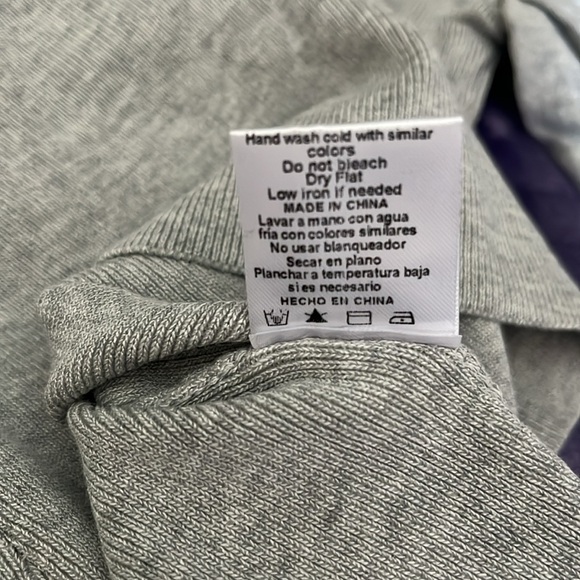 Hand wash cold with similar
colors
Do not bleach
Dry Flat
Low iron if needed
MADE IN CHINA
Lavar a mano con agua
fria con colores similares
No usar blanqueador
Secar en plano
Planchar a temperatura baja
si es necesario
HECHO EN CHINA